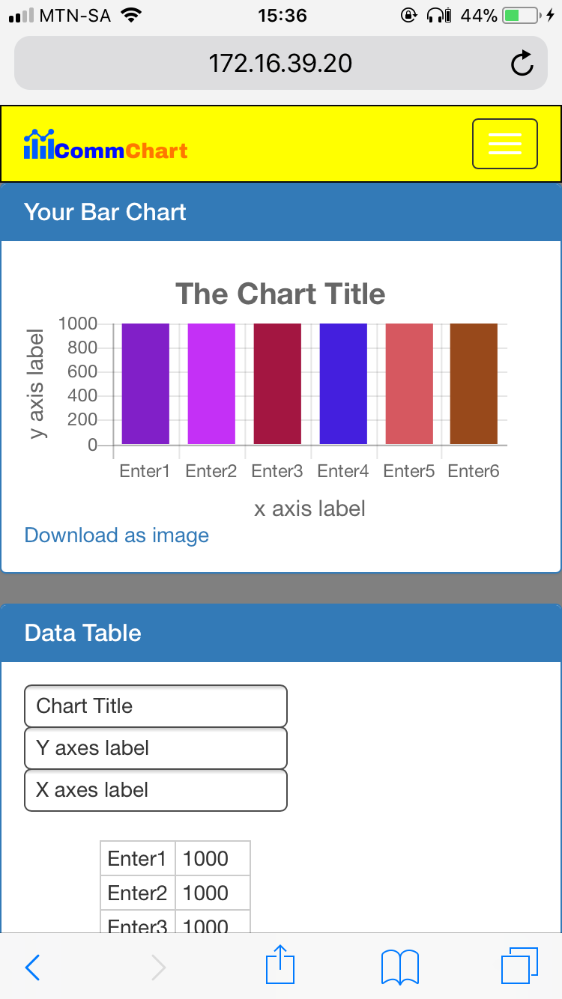 MTN-SA 15:36 44%
172.16.39.20
CommChart
Your Bar Chart
The Chart Title
y axis label
1000
800
600
400
200
0
Enter1 Enter2 Enter3 Enter4 Enter5 Enter6
x axis label
Download as image
Data Table
Chart Title
Y axes label
X axes label
Enter1 1000
Enter2 1000
Enter3 1000